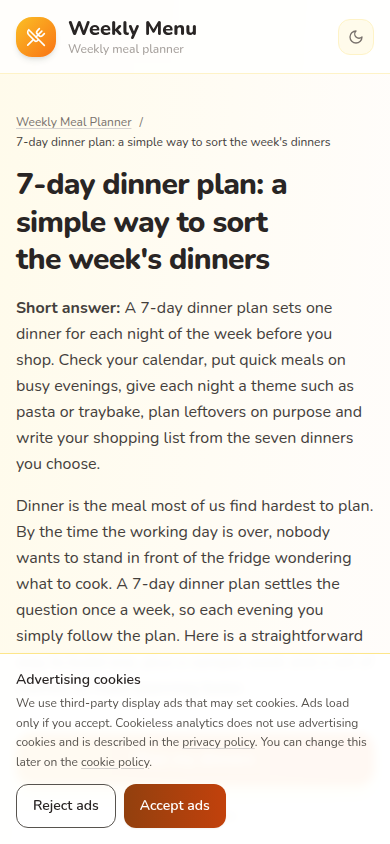 Weekly Menu
Weekly meal planner
Weekly Meal Planner /
7-day dinner plan: a simple way to sort the week's dinners
7-day dinner plan: a
simple way to sort
the week's dinners
Short answer: A 7-day dinner plan sets one
dinner for each night of the week before you
shop. Check your calendar, put quick meals on
busy evenings, give each night a theme such as
pasta or traybake, plan leftovers on purpose and
write your shopping list from the seven dinners
you choose.
Dinner is the meal most of us find hardest to plan.
By the time the working day is over, nobody
wants to stand in front of the fridge wondering
what to cook. A 7-day dinner plan settles the
question once a week, so each evening you
simply follow the plan. Here is a straightforward
Advertising cookies
We use third-party display ads that may set cookies. Ads load
only if you accept. Cookieless analytics does not use advertising
cookies and is described in the privacy policy. You can change this
later on the cookie policy.
Reject ads
Accept ads